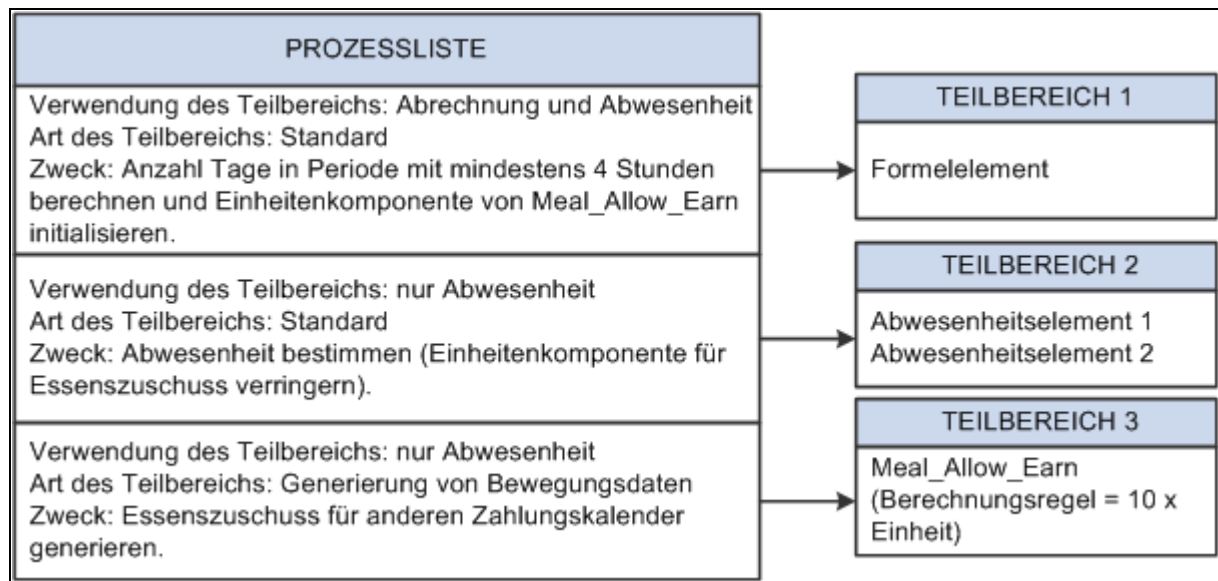 PROZESSLISTE
Verwendung des Teilbereichs: Abrechnung und Abwesenheit
Art des Teilbereichs: Standard
Zweck: Anzahl Tage in Periode mit mindestens 4 Stunden
berechnen und Einheitenkomponente von Meal_Allow_Earn
initialisieren.
TEILBEREICH 1
Formelelement
Verwendung des Teilbereichs: nur Abwesenheit
Art des Teilbereichs: Standard
Zweck: Abwesenheit bestimmen (Einheitenkomponente für
Essenszuschuss verringern).
TEILBEREICH 2
Abwesenheitselement 1
Abwesenheitselement 2
Verwendung des Teilbereichs: nur Abwesenheit
Art des Teilbereichs: Generierung von Bewegungsdaten
Zweck: Essenszuschuss für anderen Zahlungskalender
generieren.
TEILBEREICH 3
Meal_Allow_Earn
(Berechnungsregel = 10 x
Einheit)